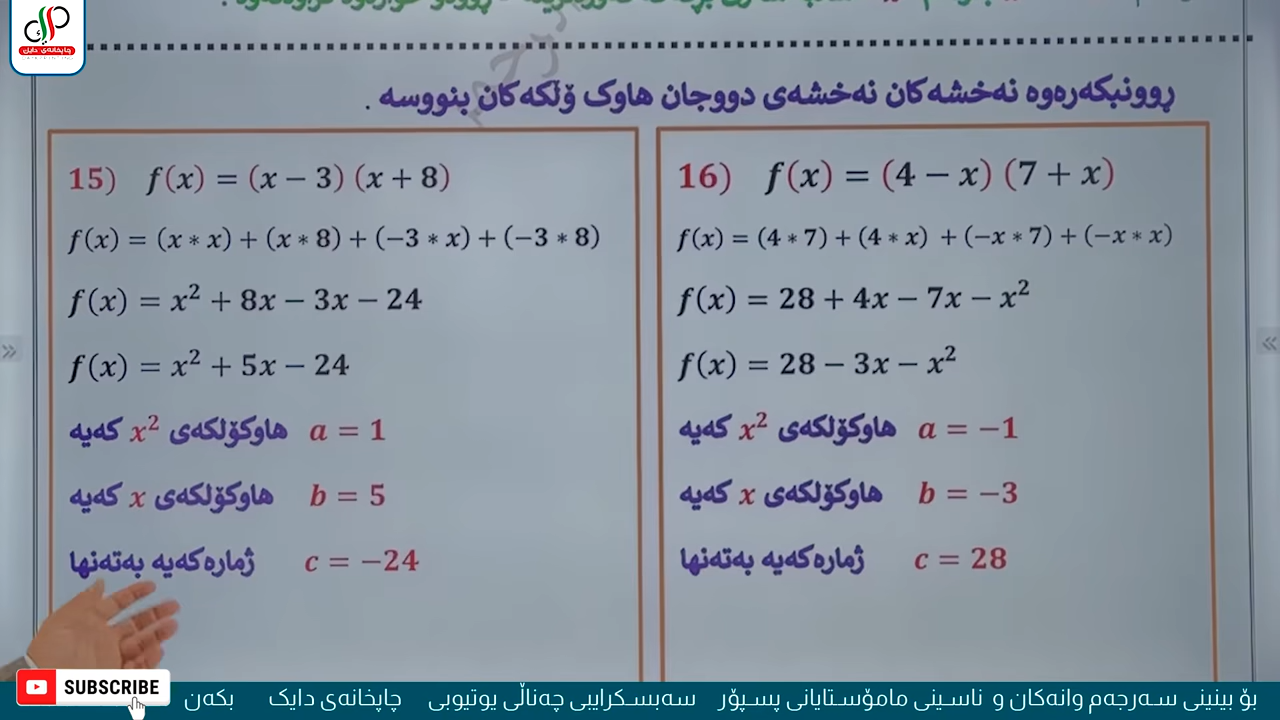 چاپخانەی دایک
ڕوونبکەرەوە نەخشەکان نەخشەی دووجان هاوک ۆڵکەکان بنووسە .
15) f(x) = (x − 3) (x + 8)
f(x) = (x * x) + (x * 8) + (−3 * x) + (−3 * 8)
f(x) = x² + 8x − 3x − 24
f(x) = x² + 5x − 24
هاوکۆلکەی x² کەیە a = 1
هاوکۆلکەی x کەیە b = 5
ژمارەکەیە بەتەنها c = −24
16) f(x) = (4 − x) (7 + x)
f(x) = (4 * 7) + (4 * x) + (−x * 7) + (−x * x)
f(x) = 28 + 4x − 7x − x²
f(x) = 28 − 3x − x²
هاوکۆلکەی x² کەیە a = −1
هاوکۆلکەی x کەیە b = −3
ژمارەکەیە بەتەنها c = 28
SUBSCRIBE
بۆ بینینی سەرجەم وانەکان و ناسینی مامۆستایانی پسپۆر سەبسکرایبی چەناڵی یوتیوبی چاپخانەی دایک بکەن